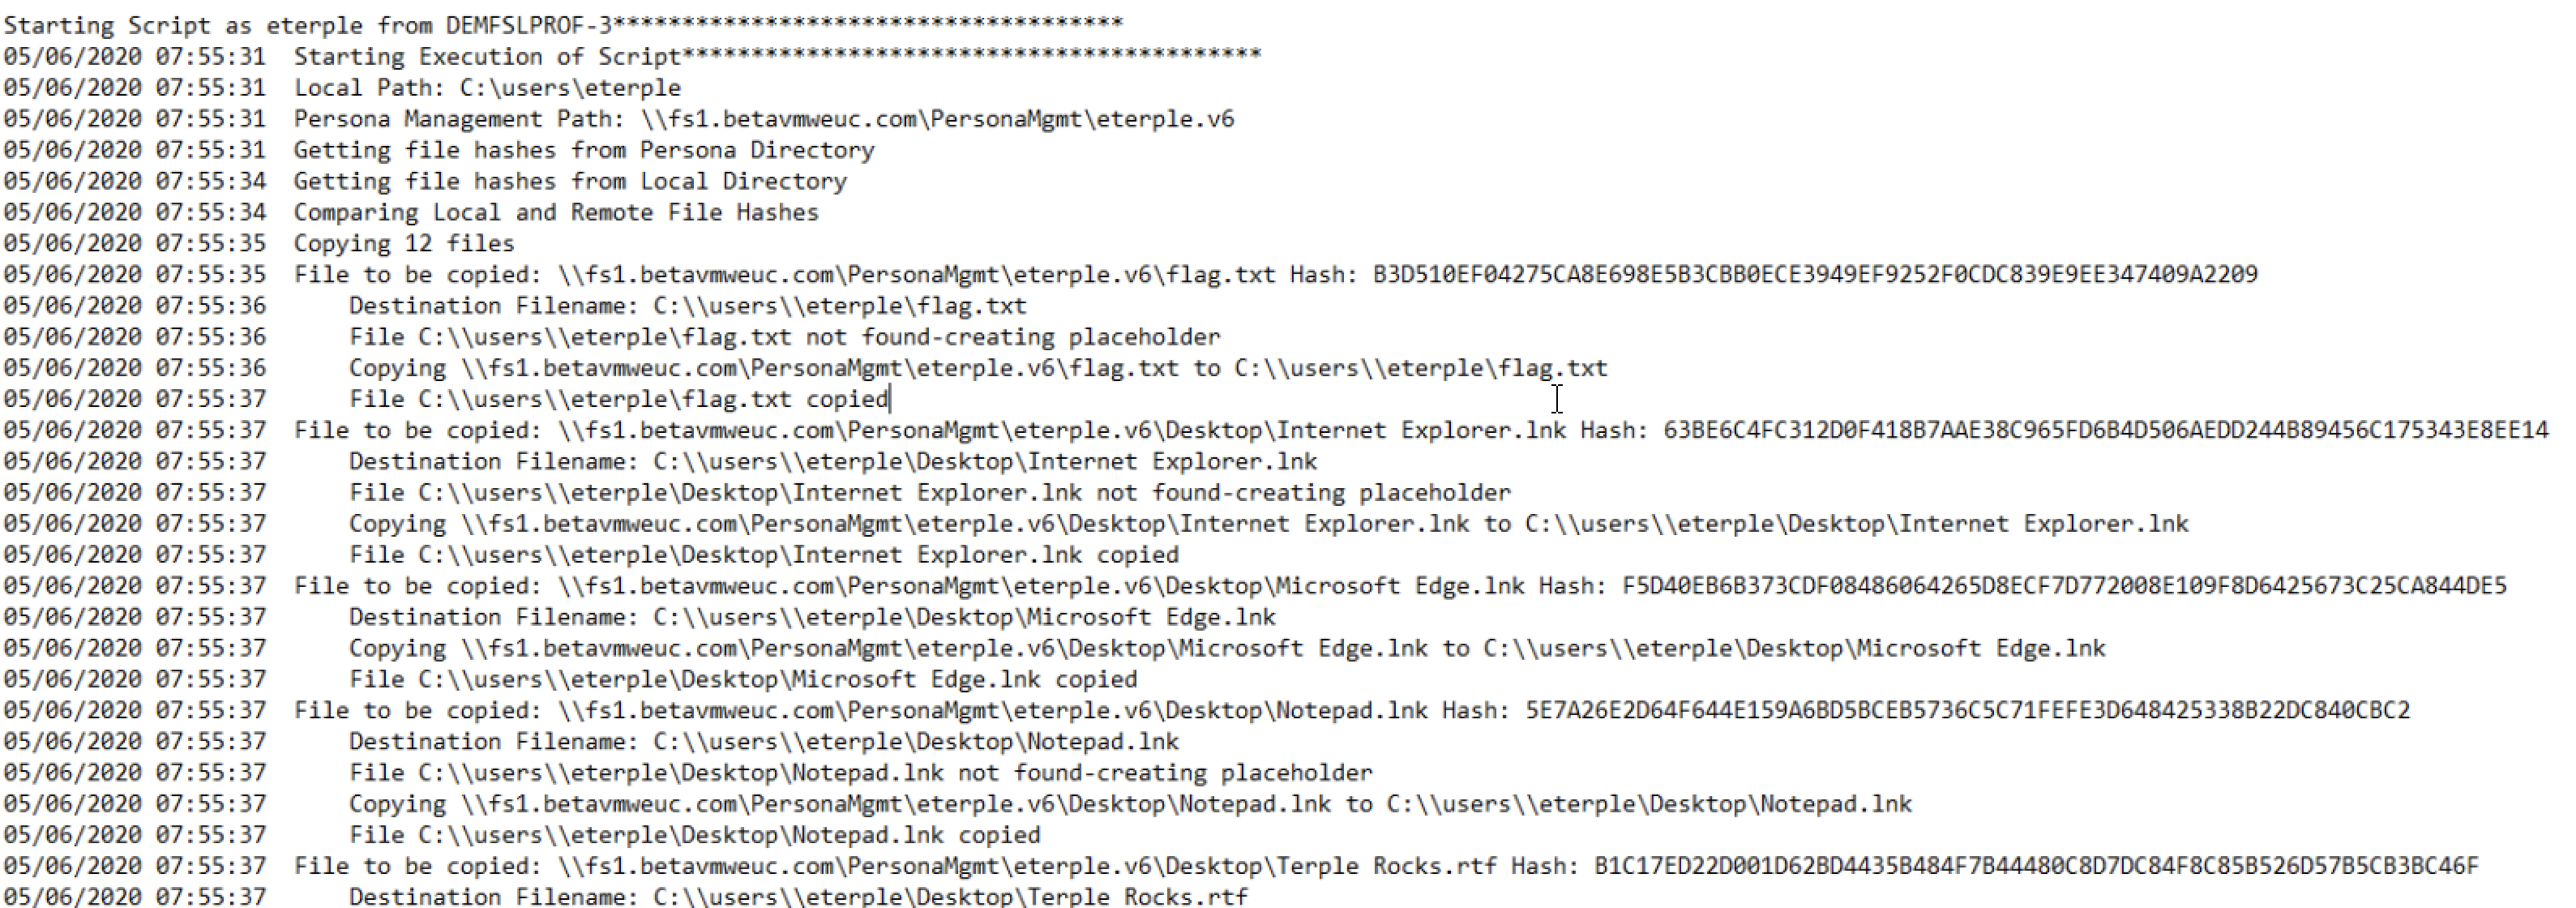 Starting Script as eterple from DEMFSLPROF-3*************************************
05/06/2020 07:55:31  Starting Execution of Script******************************************
05/06/2020 07:55:31  Local Path: C:\users\eterple
05/06/2020 07:55:31  Persona Management Path: \\fs1.betavmweuc.com\PersonaMgmt\eterple.v6
05/06/2020 07:55:31  Getting file hashes from Persona Directory
05/06/2020 07:55:34  Getting file hashes from Local Directory
05/06/2020 07:55:34  Comparing Local and Remote File Hashes
05/06/2020 07:55:35  Copying 12 files
05/06/2020 07:55:35  File to be copied: \\fs1.betavmweuc.com\PersonaMgmt\eterple.v6\flag.txt Hash: B3D510EF04275CA8E698E5B3CBB0ECE3949EF9252F0CDC839E9EE347409A2209
05/06/2020 07:55:36      Destination Filename: C:\\users\\eterple\flag.txt
05/06/2020 07:55:36      File C:\\users\\eterple\flag.txt not found-creating placeholder
05/06/2020 07:55:36      Copying \\fs1.betavmweuc.com\PersonaMgmt\eterple.v6\flag.txt to C:\\users\\eterple\flag.txt
05/06/2020 07:55:37      File C:\\users\\eterple\flag.txt copied
05/06/2020 07:55:37  File to be copied: \\fs1.betavmweuc.com\PersonaMgmt\eterple.v6\Desktop\Internet Explorer.lnk Hash: 63BE6C4FC312D0F418B7AAE38C965FD6B4D506AEDD244B89456C175343E8EE14
05/06/2020 07:55:37      Destination Filename: C:\\users\\eterple\Desktop\Internet Explorer.lnk
05/06/2020 07:55:37      File C:\\users\\eterple\Desktop\Internet Explorer.lnk not found-creating placeholder
05/06/2020 07:55:37      Copying \\fs1.betavmweuc.com\PersonaMgmt\eterple.v6\Desktop\Internet Explorer.lnk to C:\\users\\eterple\Desktop\Internet Explorer.lnk
05/06/2020 07:55:37      File C:\\users\\eterple\Desktop\Internet Explorer.lnk copied
05/06/2020 07:55:37  File to be copied: \\fs1.betavmweuc.com\PersonaMgmt\eterple.v6\Desktop\Microsoft Edge.lnk Hash: F5D40EB6B373CDF08486064265D8ECF7D772008E109F8D6425673C25CA844DE5
05/06/2020 07:55:37      Destination Filename: C:\\users\\eterple\Desktop\Microsoft Edge.lnk
05/06/2020 07:55:37      Copying \\fs1.betavmweuc.com\PersonaMgmt\eterple.v6\Desktop\Microsoft Edge.lnk to C:\\users\\eterple\Desktop\Microsoft Edge.lnk
05/06/2020 07:55:37      File C:\\users\\eterple\Desktop\Microsoft Edge.lnk copied
05/06/2020 07:55:37  File to be copied: \\fs1.betavmweuc.com\PersonaMgmt\eterple.v6\Desktop\Notepad.lnk Hash: 5E7A26E2D64F644E159A6BD5BCEB5736C5C71FEFE3D648425338B22DC840CBC2
05/06/2020 07:55:37      Destination Filename: C:\\users\\eterple\Desktop\Notepad.lnk
05/06/2020 07:55:37      File C:\\users\\eterple\Desktop\Notepad.lnk not found-creating placeholder
05/06/2020 07:55:37      Copying \\fs1.betavmweuc.com\PersonaMgmt\eterple.v6\Desktop\Notepad.lnk to C:\\users\\eterple\Desktop\Notepad.lnk
05/06/2020 07:55:37      File C:\\users\\eterple\Desktop\Notepad.lnk copied
05/06/2020 07:55:37  File to be copied: \\fs1.betavmweuc.com\PersonaMgmt\eterple.v6\Desktop\Terple Rocks.rtf Hash: B1C17ED22D001D62BD4435B484F7B44480C8D7DC84F8C85B526D57B5CB3BC46F
05/06/2020 07:55:37      Destination Filename: C:\\users\\eterple\Desktop\Terple Rocks.rtf